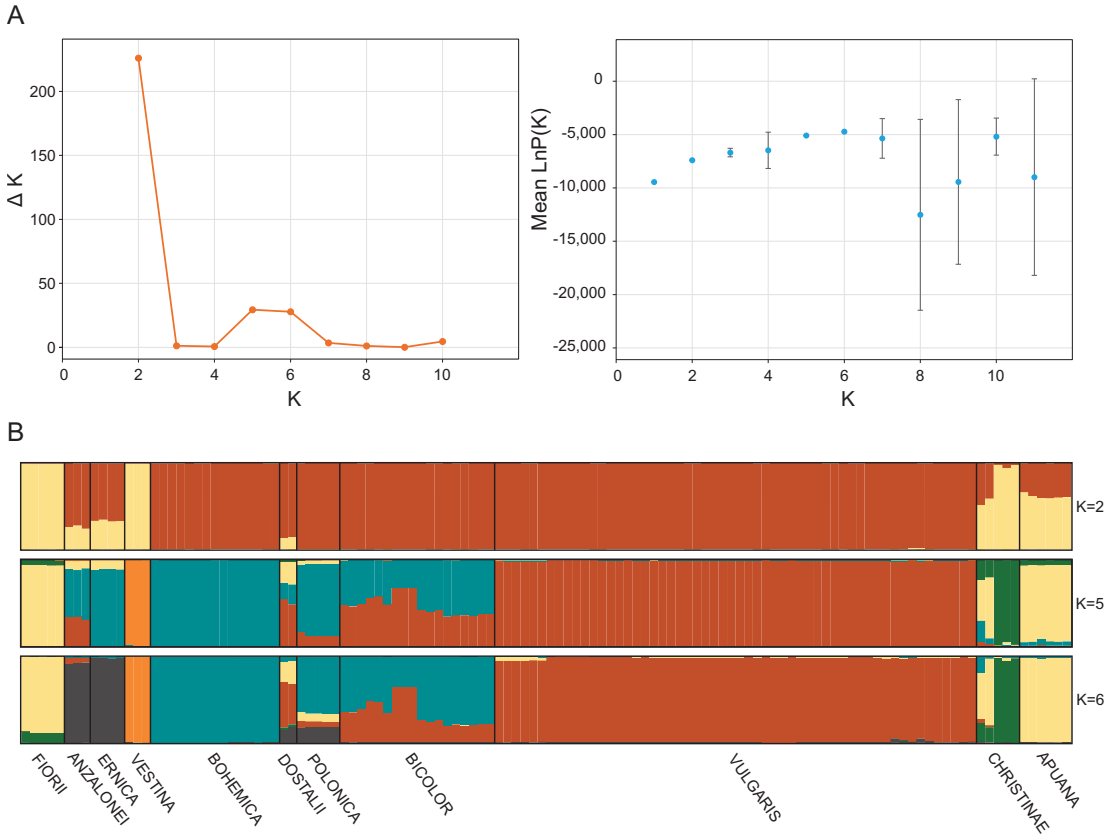 A
Δ K
200
150
100
50
0
0 2 4 6 8 10
K
Mean LnP(K)
0
-5,000
-10,000
-15,000
-20,000
-25,000
0 2 4 6 8 10
K
B
K=2
K=5
K=6
FIORII
ANZALONEI
ERNICA
VESTINA
BOHEMICA
DOSTALII
POLONICA
BICOLOR
VULGARIS
CHRISTINAE
APUANA